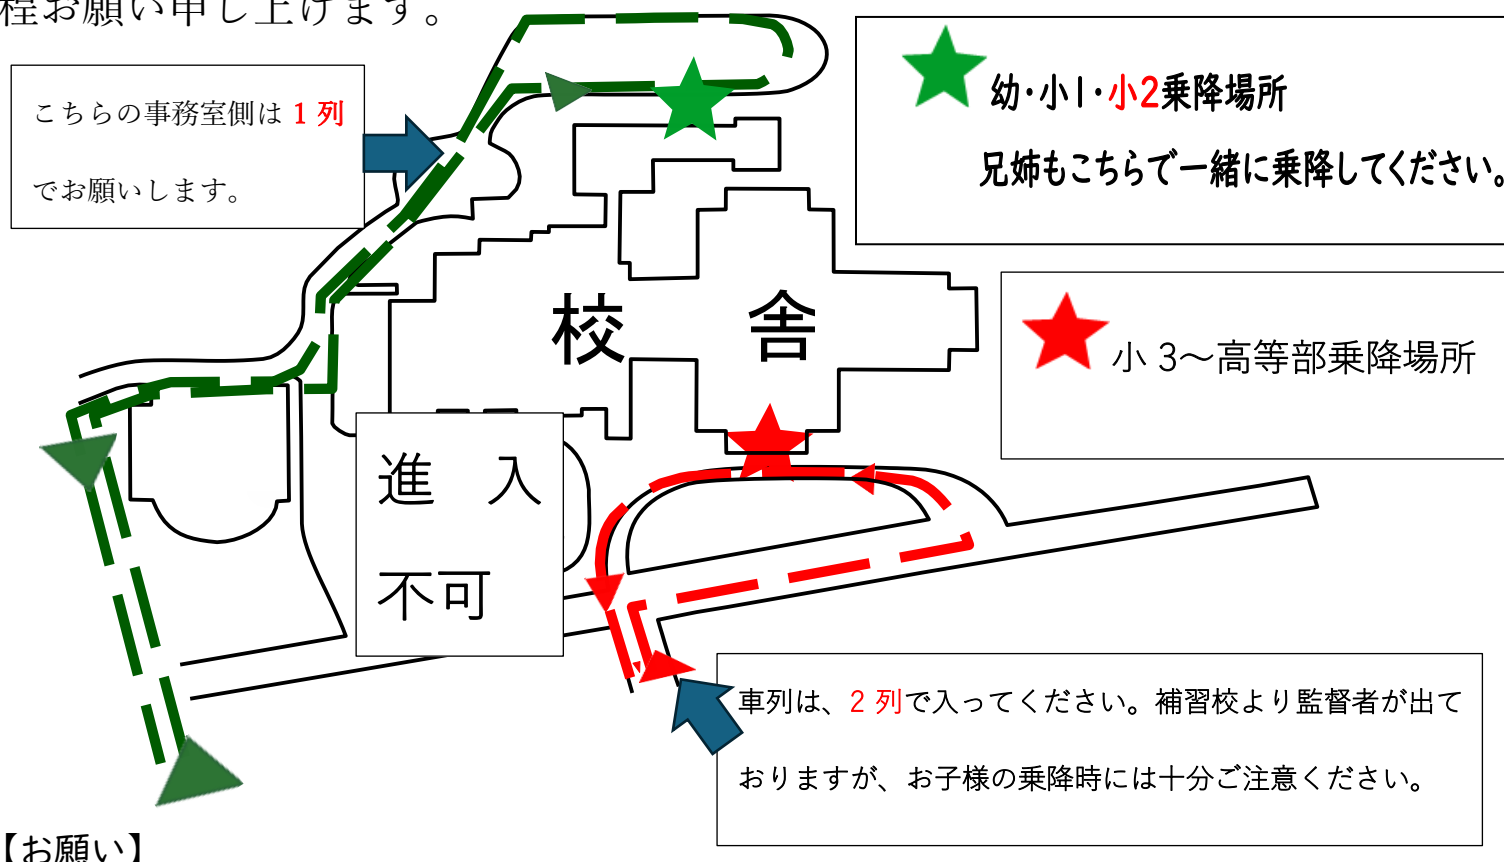 程お願い申し上げます。
こちらの事務室側は 1 列
でお願いします。
幼・小1・小2乗降場所
兄姉もこちらで一緒に乗降してください。
校 舎
小 3～高等部乗降場所
進 入
不可
車列は、2 列で入ってください。補習校より監督者が出て
おりますが、お子様の乗降時には十分ご注意ください。
【お願い】